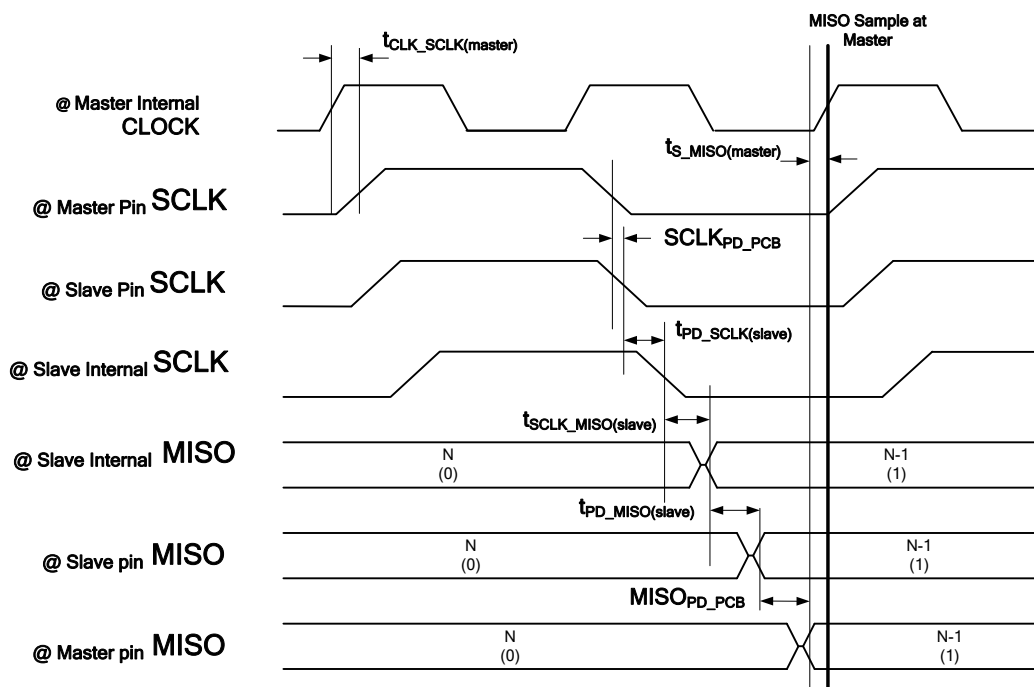 MISO Sample at
Master
tCLK_SCLK(master)
@ Master Internal
CLOCK
tS_MISO(master)
@ Master Pin SCLK
SCLKPD_PCB
@ Slave Pin SCLK
tPD_SCLK(slave)
@ Slave Internal SCLK
tSCLK_MISO(slave)
@ Slave Internal MISO
N
(0)
N-1
(1)
tPD_MISO(slave)
@ Slave pin MISO
N
(0)
N-1
(1)
MISOPD_PCB
@ Master pin MISO
N
(0)
N-1
(1)